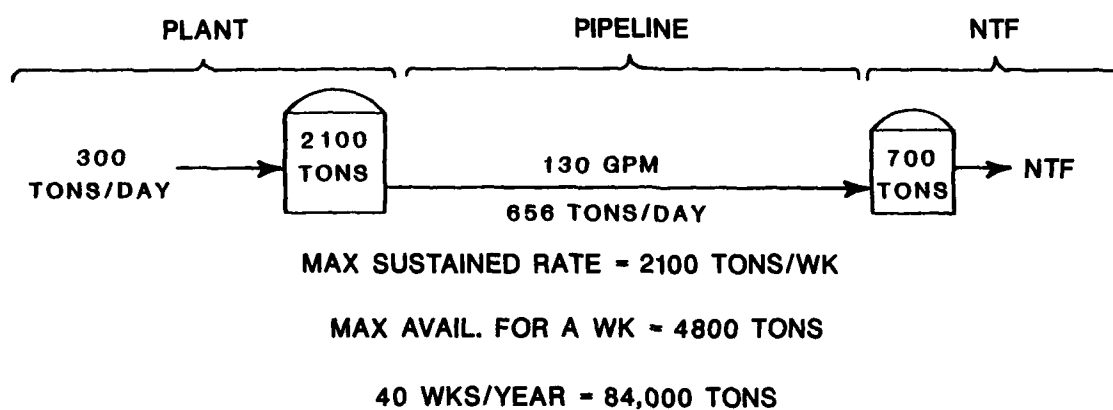 PLANT
PIPELINE
NTF
300
TONS/DAY
2100
TONS
130 GPM
656 TONS/DAY
700
TONS
NTF
MAX SUSTAINED RATE = 2100 TONS/WK
MAX AVAIL. FOR A WK = 4800 TONS
40 WKS/YEAR = 84,000 TONS